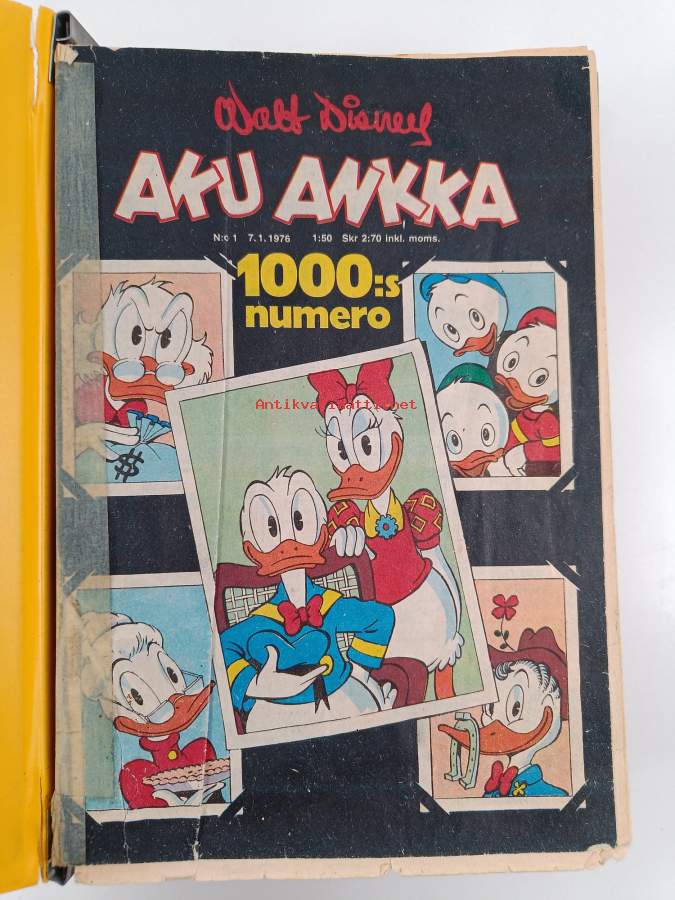 Walt Disney
AKU ANKKA
N:o 1 7.1.1976 1:50 Skr 2:70 inkl. moms.
1000:s
numero
Antikvariaatti.net
$